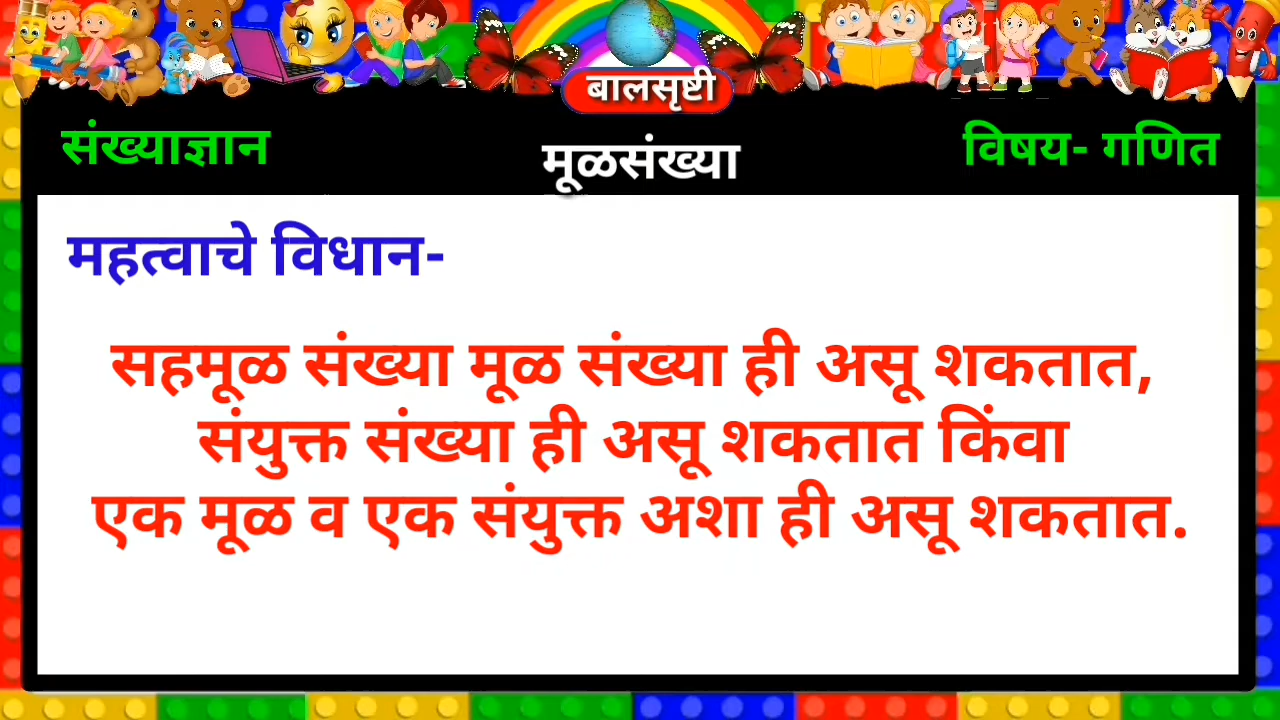 बालसृष्टी
संख्याज्ञान
मूळसंख्या
विषय- गणित
महत्वाचे विधान-
सहमूळ संख्या मूळ संख्या ही असू शकतात,
संयुक्त संख्या ही असू शकतात किंवा
एक मूळ व एक संयुक्त अशा ही असू शकतात.